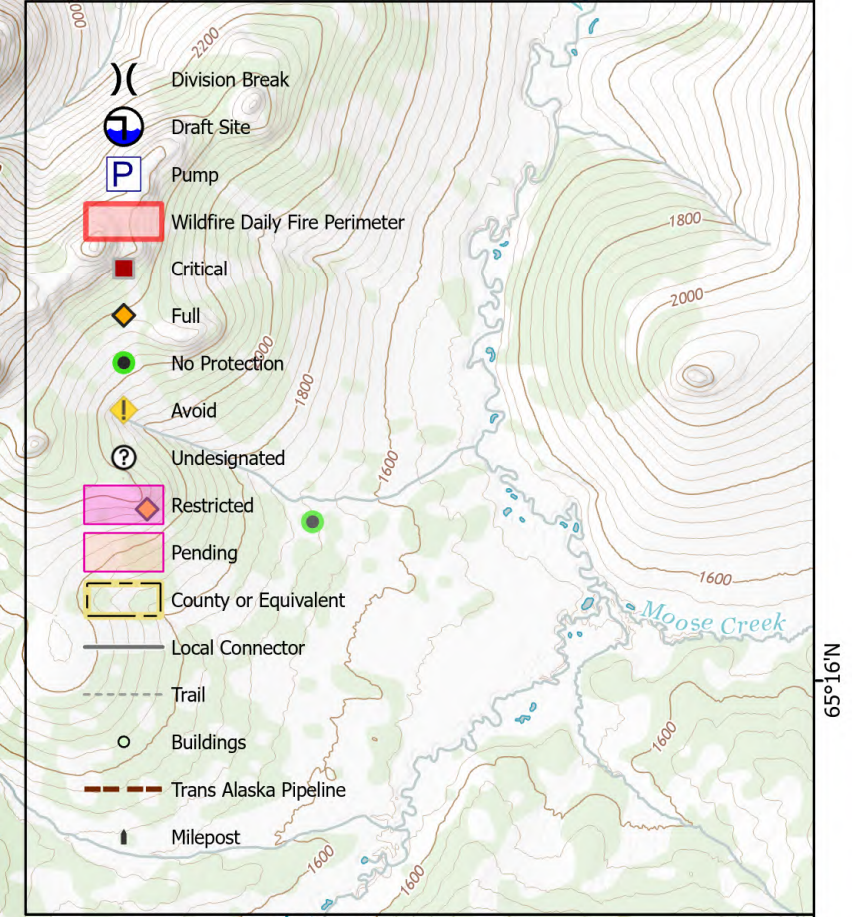 000
2200
)( Division Break
Draft Site
P Pump
Wildfire Daily Fire Perimeter
1800
Critical
2000
! Full
No Protection
1800
! Avoid
1600
? Undesignated
Restricted
Pending
1600
County or Equivalent
Moose Creek
Local Connector
65°16'N
Trail
1600
Buildings
Trans Alaska Pipeline
Milepost
1600
1600